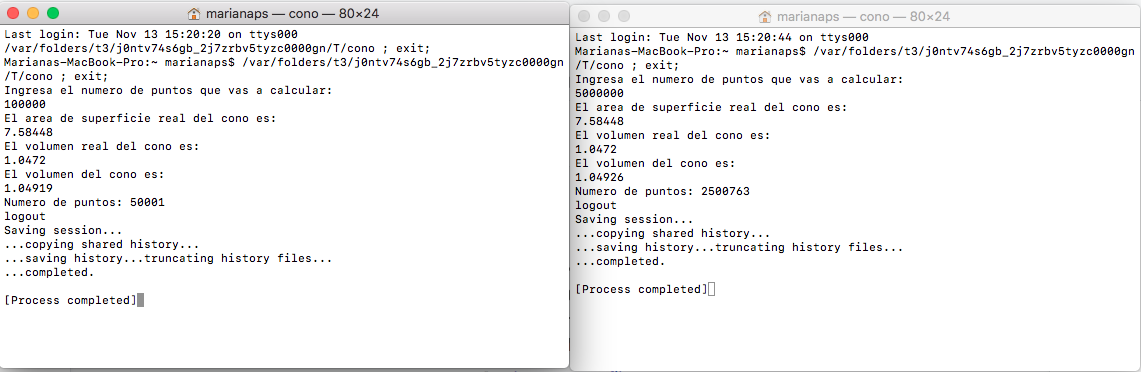 marianaps — cono — 80×24
Last login: Tue Nov 13 15:20:20 on ttys000
/var/folders/t3/j0ntv74s6gb_2j7zrbv5tyzc0000gn/T/cono ; exit;
Marianas-MacBook-Pro:~ marianaps$ /var/folders/t3/j0ntv74s6gb_2j7zrbv5tyzc0000gn
/T/cono ; exit;
Ingresa el numero de puntos que vas a calcular:
100000
El area de superficie real del cono es:
7.58448
El volumen real del cono es:
1.0472
El volumen del cono es:
1.04919
Numero de puntos: 50001
logout
Saving session...
...copying shared history...
...saving history...truncating history files...
...completed.
[Process completed]
marianaps — cono — 80×24
Last login: Tue Nov 13 15:20:44 on ttys000
Marianas-MacBook-Pro:~ marianaps$ /var/folders/t3/j0ntv74s6gb_2j7zrbv5tyzc0000gn
/T/cono ; exit;
Ingresa el numero de puntos que vas a calcular:
5000000
El area de superficie real del cono es:
7.58448
El volumen real del cono es:
1.0472
El volumen del cono es:
1.04926
Numero de puntos: 2500763
logout
Saving session...
...copying shared history...
...saving history...truncating history files...
...completed.
[Process completed]